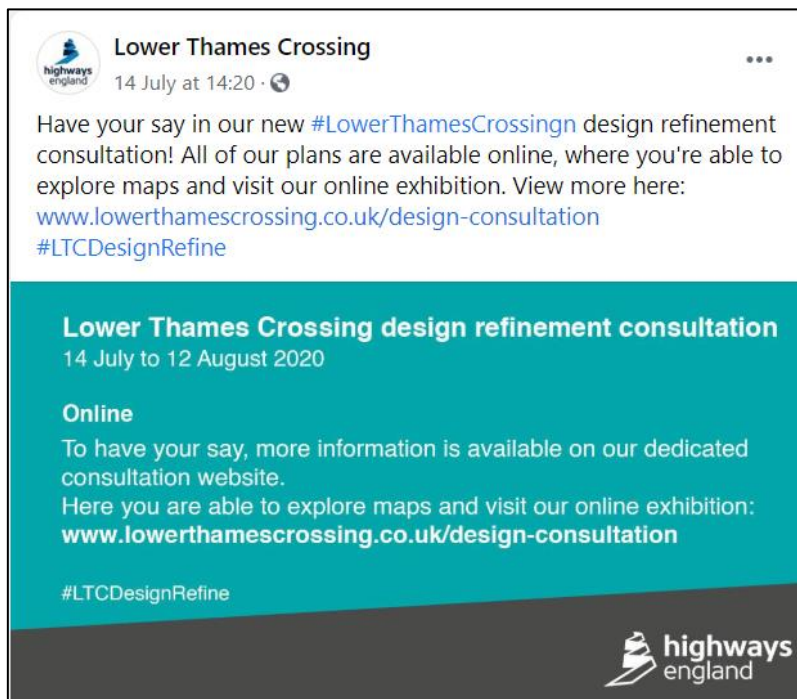 highways
england
Lower Thames Crossing
14 July at 14:20 ·
Have your say in our new #LowerThamesCrossingn design refinement
consultation! All of our plans are available online, where you're able to
explore maps and visit our online exhibition. View more here:
www.lowerthamescrossing.co.uk/design-consultation
#LTCDesignRefine
Lower Thames Crossing design refinement consultation
14 July to 12 August 2020
Online
To have your say, more information is available on our dedicated
consultation website.
Here you are able to explore maps and visit our online exhibition:
www.lowerthamescrossing.co.uk/design-consultation
#LTCDesignRefine
highways
england